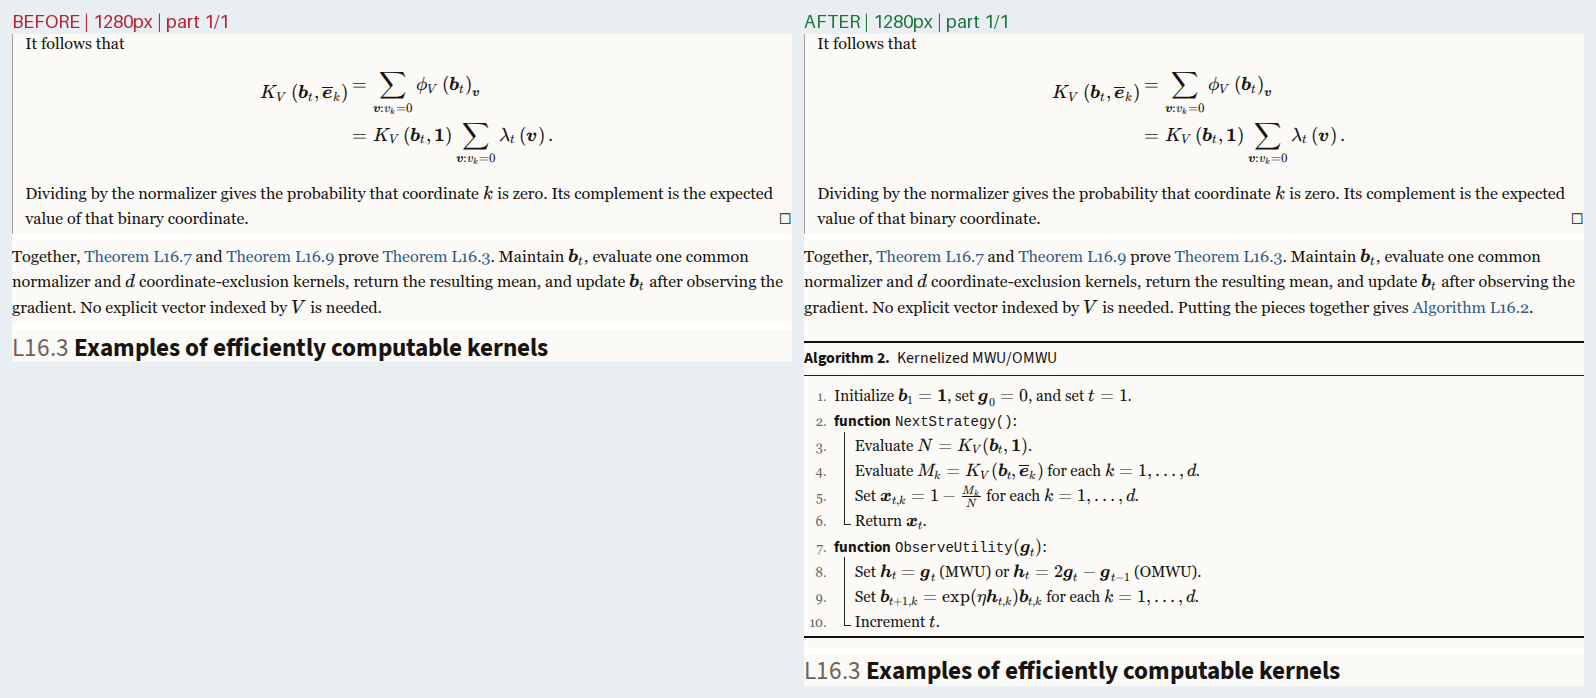 BEFORE | 1280px | part 1/1
It follows that
K_V (b_t, e̅_k) = ∑_{v:v_k=0} ϕ_V (b_t)_v
= K_V (b_t, 1) ∑_{v:v_k=0} λ_t (v) .
Dividing by the normalizer gives the probability that coordinate k is zero. Its complement is the expected
value of that binary coordinate. □
Together, Theorem L16.7 and Theorem L16.9 prove Theorem L16.3. Maintain b_t, evaluate one common
normalizer and d coordinate-exclusion kernels, return the resulting mean, and update b_t after observing the
gradient. No explicit vector indexed by V is needed.
L16.3 Examples of efficiently computable kernels
AFTER | 1280px | part 1/1
It follows that
K_V (b_t, e̅_k) = ∑_{v:v_k=0} ϕ_V (b_t)_v
= K_V (b_t, 1) ∑_{v:v_k=0} λ_t (v) .
Dividing by the normalizer gives the probability that coordinate k is zero. Its complement is the expected
value of that binary coordinate. □
Together, Theorem L16.7 and Theorem L16.9 prove Theorem L16.3. Maintain b_t, evaluate one common
normalizer and d coordinate-exclusion kernels, return the resulting mean, and update b_t after observing the
gradient. No explicit vector indexed by V is needed. Putting the pieces together gives Algorithm L16.2.
Algorithm 2. Kernelized MWU/OMWU
1. Initialize b_1 = 1, set g_0 = 0, and set t = 1.
2. function NextStrategy():
3. Evaluate N = K_V(b_t, 1).
4. Evaluate M_k = K_V(b_t, e̅_k) for each k = 1, . . . , d.
5. Set x_{t,k} = 1 − M_k/N for each k = 1, . . . , d.
6. Return x_t.
7. function ObserveUtility(g_t):
8. Set h_t = g_t (MWU) or h_t = 2g_t − g_{t−1} (OMWU).
9. Set b_{t+1,k} = exp(ηh_{t,k})b_{t,k} for each k = 1, . . . , d.
10. Increment t.
L16.3 Examples of efficiently computable kernels